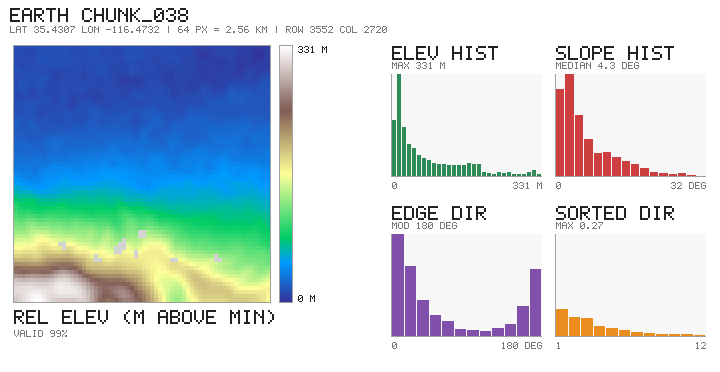 EARTH CHUNK_038
LAT 35.4307 LON -116.4732 | 64 PX = 2.56 KM | ROW 3552 COL 2720
331 M
0 M
REL ELEV (M ABOVE MIN)
VALID 99%
ELEV HIST
MAX 331 M
0 331 M
SLOPE HIST
MEDIAN 4.3 DEG
0 32 DEG
EDGE DIR
MOD 180 DEG
0 180 DEG
SORTED DIR
MAX 0.27
1 12